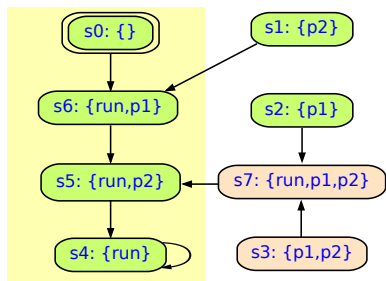 s0: {}
s1: {p2}
s6: {run,p1}
s2: {p1}
s5: {run,p2}
s7: {run,p1,p2}
s4: {run}
s3: {p1,p2}